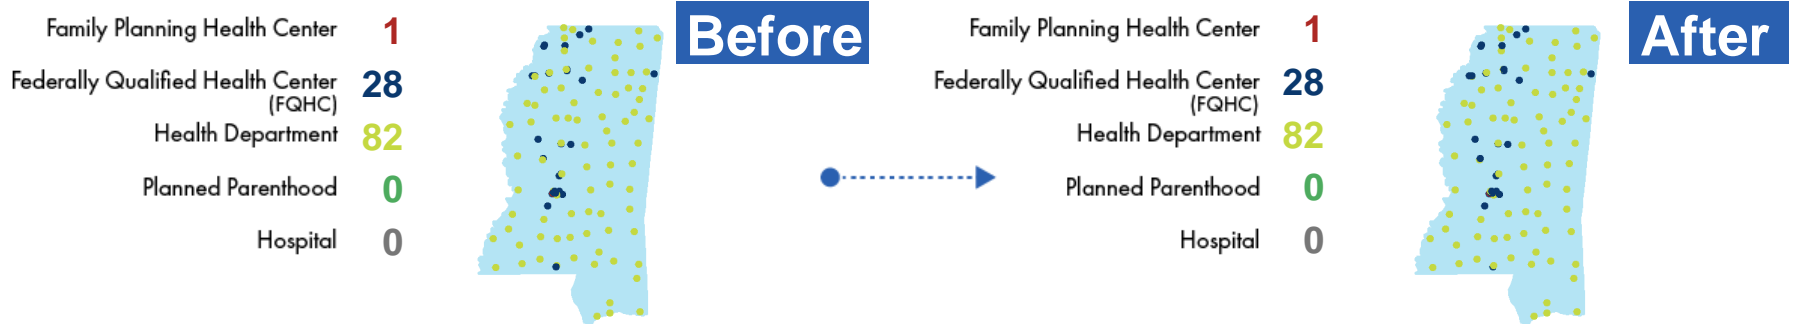 Family Planning Health Center 1
Federally Qualified Health Center 28
(FQHC)
Health Department 82
Planned Parenthood 0
Hospital 0
Before
Family Planning Health Center 1
Federally Qualified Health Center 28
(FQHC)
Health Department 82
Planned Parenthood 0
Hospital 0
After